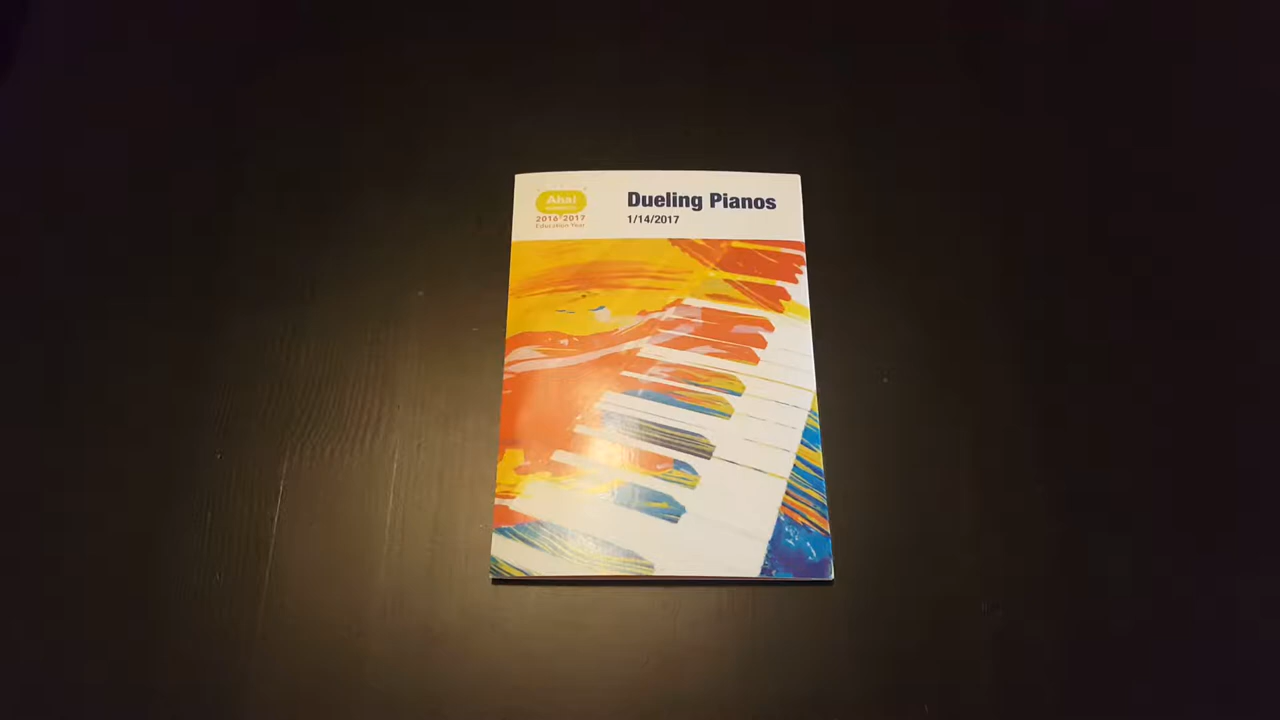 Aha!
2016-2017
Education Year
Dueling Pianos
1/14/2017